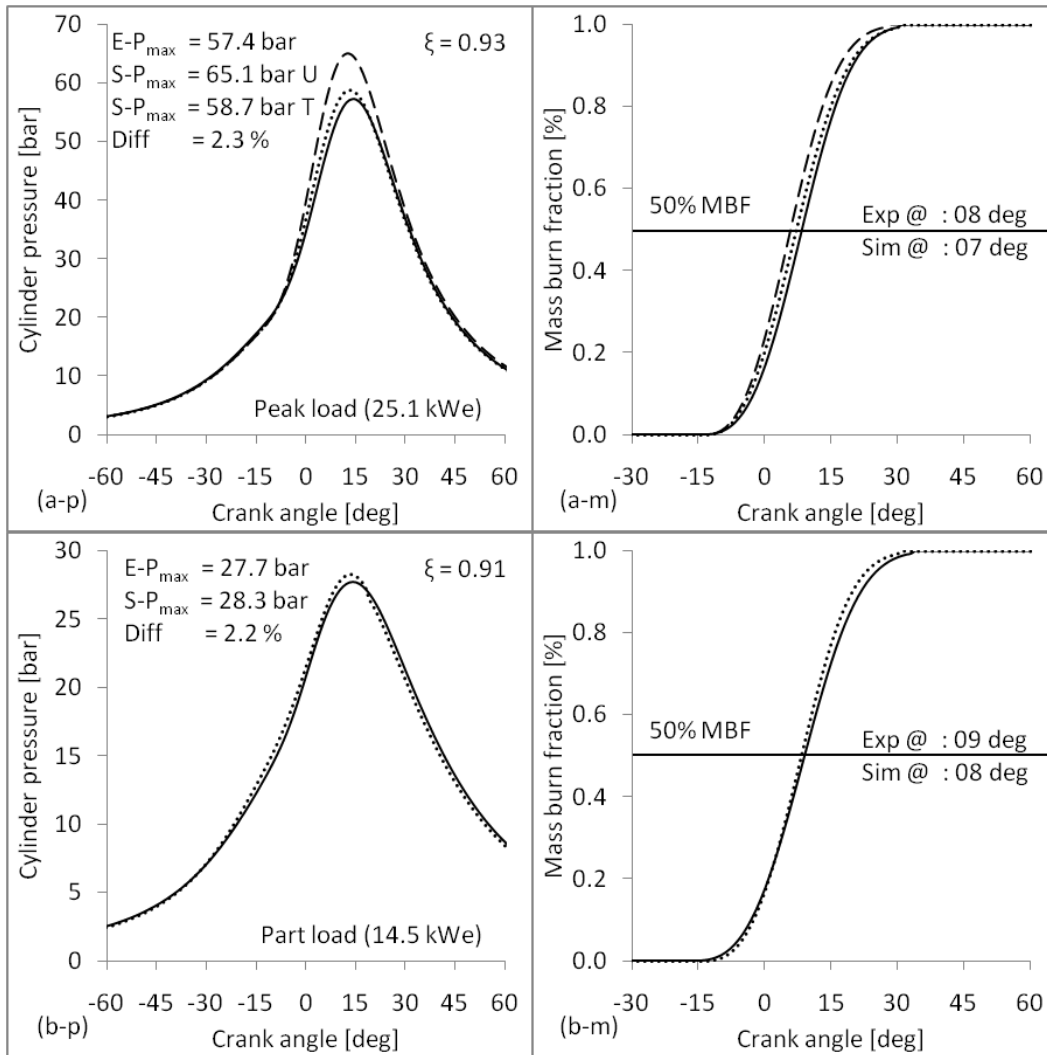 70
60
50
40
30
20
10
0
Cylinder pressure [bar]
E-Pmax = 57.4 bar
S-Pmax = 65.1 bar U
S-Pmax = 58.7 bar T
Diff = 2.3 %
ξ = 0.93
Peak load (25.1 kWe)
-60 -45 -30 -15 0 15 30 45 60
(a-p)
Crank angle [deg]
1.0
0.8
0.6
0.4
0.2
0.0
Mass burn fraction [%]
50% MBF
Exp @ : 08 deg
Sim @ : 07 deg
-30 -15 0 15 30 45 60
(a-m)
Crank angle [deg]
30
25
20
15
10
5
0
Cylinder pressure [bar]
E-Pmax = 27.7 bar
S-Pmax = 28.3 bar
Diff = 2.2 %
ξ = 0.91
Part load (14.5 kWe)
-60 -45 -30 -15 0 15 30 45 60
(b-p)
Crank angle [deg]
1.0
0.8
0.6
0.4
0.2
0.0
Mass burn fraction [%]
50% MBF
Exp @ : 09 deg
Sim @ : 08 deg
-30 -15 0 15 30 45 60
(b-m)
Crank angle [deg]